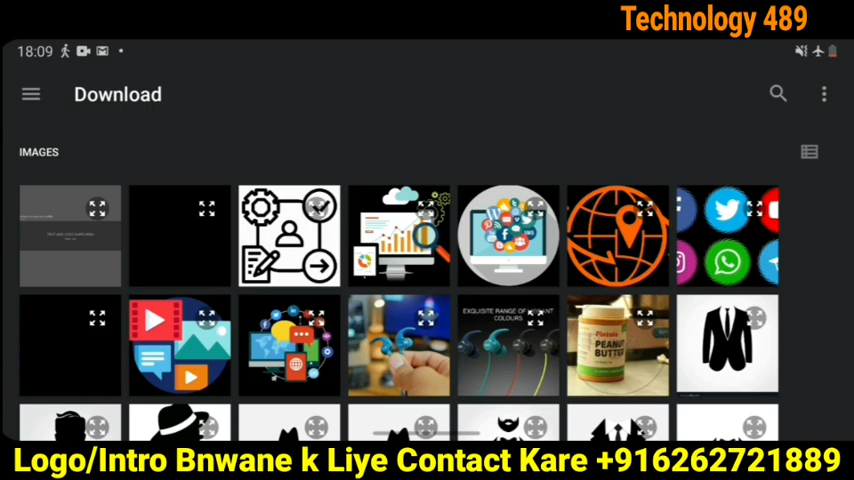 Technology 489
18:09
Download
IMAGES
EXQUISITE RANGE OF
COLOURS
Pintola
PEANUT
BUTTER
Logo/Intro Bnwane k Liye Contact Kare +916262721889